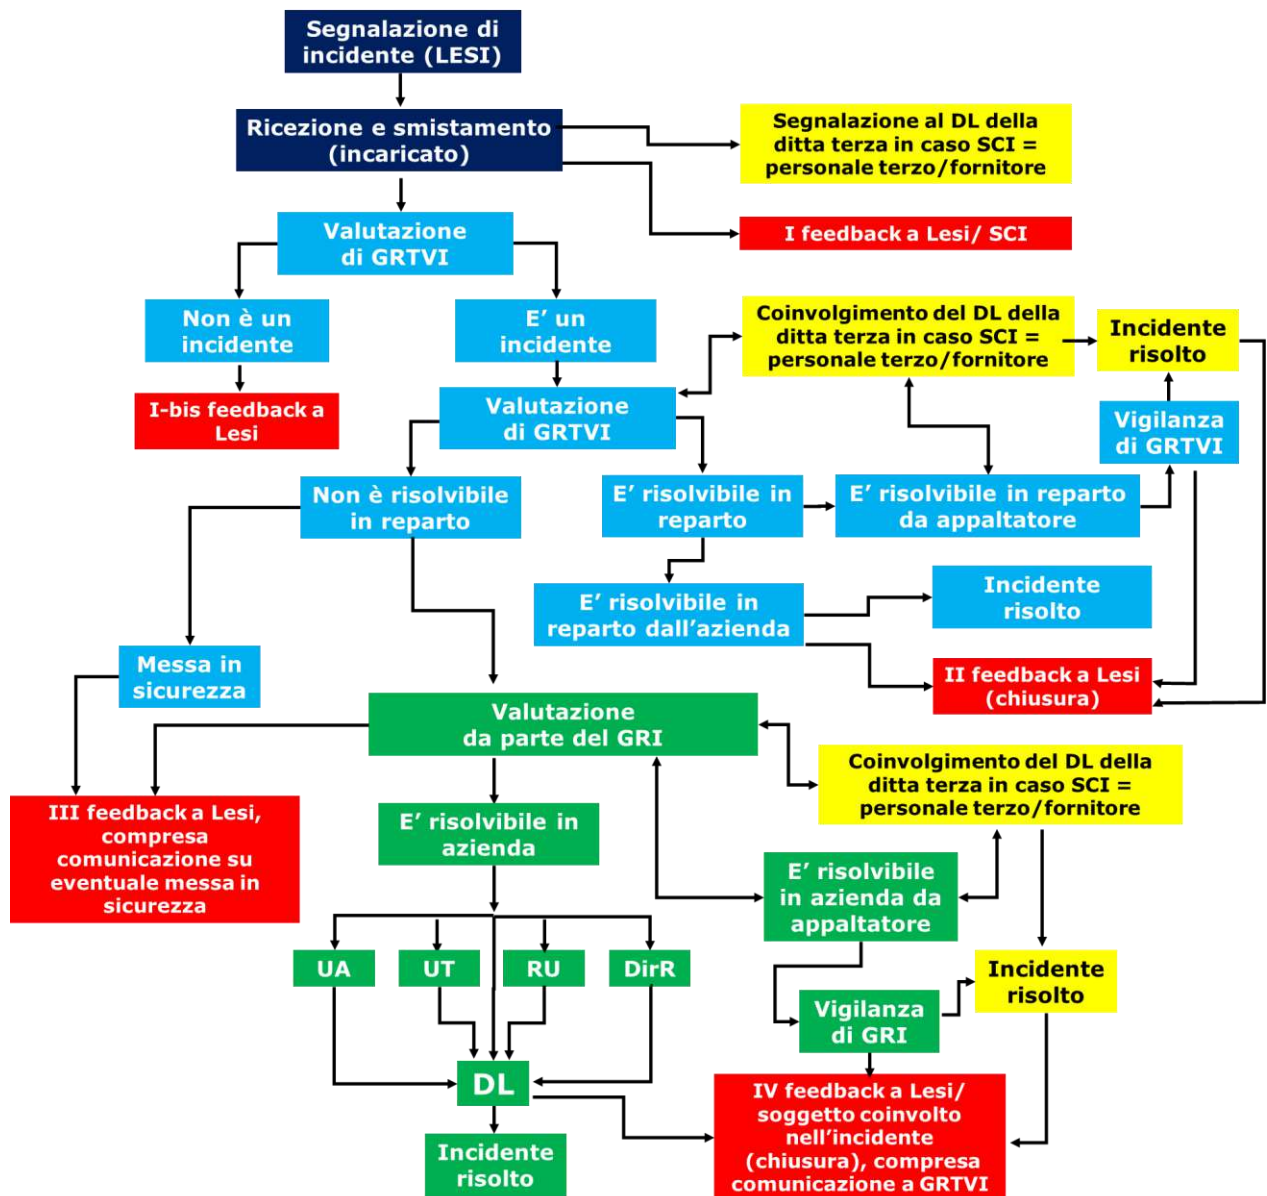 Segnalazione di
incidente (LESI)
Ricezione e smistamento
(incaricato)
Segnalazione al DL della
ditta terza in caso SCI =
personale terzo/fornitore
I feedback a Lesi/ SCI
Valutazione
di GRTVI
Non è un
incidente
E’ un
incidente
Coinvolgimento del DL della
ditta terza in caso SCI =
personale terzo/fornitore
Incidente
risolto
I-bis feedback a
Lesi
Valutazione
di GRTVI
Vigilanza
di GRTVI
Non è risolvibile
in reparto
E’ risolvibile in
reparto
E’ risolvibile in reparto
da appaltatore
E’ risolvibile in
reparto dall’azienda
Incidente
risolto
Messa in
sicurezza
II feedback a Lesi
(chiusura)
Valutazione
da parte del GRI
Coinvolgimento del DL della
ditta terza in caso SCI =
personale terzo/fornitore
III feedback a Lesi,
compresa
comunicazione su
eventuale messa in
sicurezza
E’ risolvibile in
azienda
E’ risolvibile
in azienda da
appaltatore
UA
UT
RU
DirR
Incidente
risolto
Vigilanza
di GRI
DL
IV feedback a Lesi/
soggetto coinvolto
nell’incidente
(chiusura), compresa
comunicazione a GRTVI
Incidente
risolto